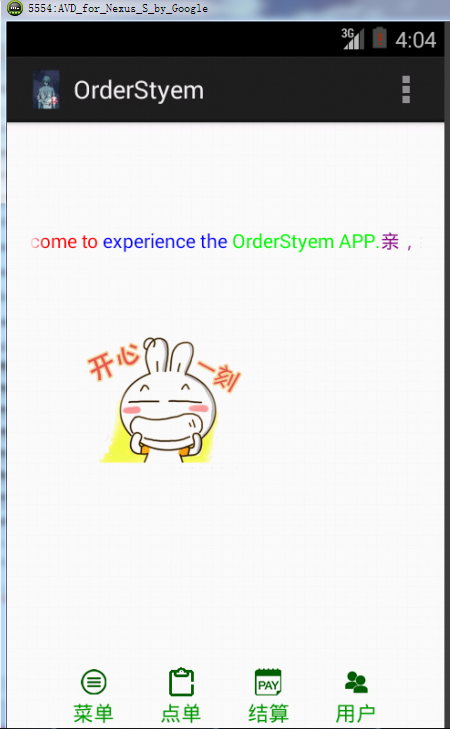 5554:AVD_for_Nexus_S_by_Google
3G 4:04
OrderStyem
come to experience the OrderStyem APP.亲，
开心一刻
PAY
菜单 点单 结算 用户